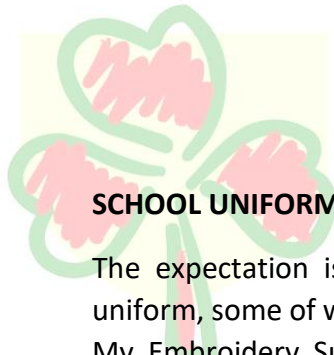 SCHOOL UNIFORM
The expectation is
uniform, some of
My Embroidery